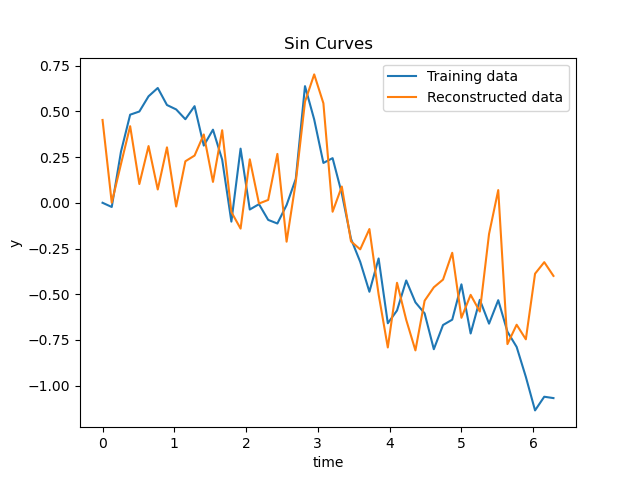 Sin Curves
Training data
Reconstructed data
y
0.75
0.50
0.25
0.00
−0.25
−0.50
−0.75
−1.00
0 1 2 3 4 5 6
time